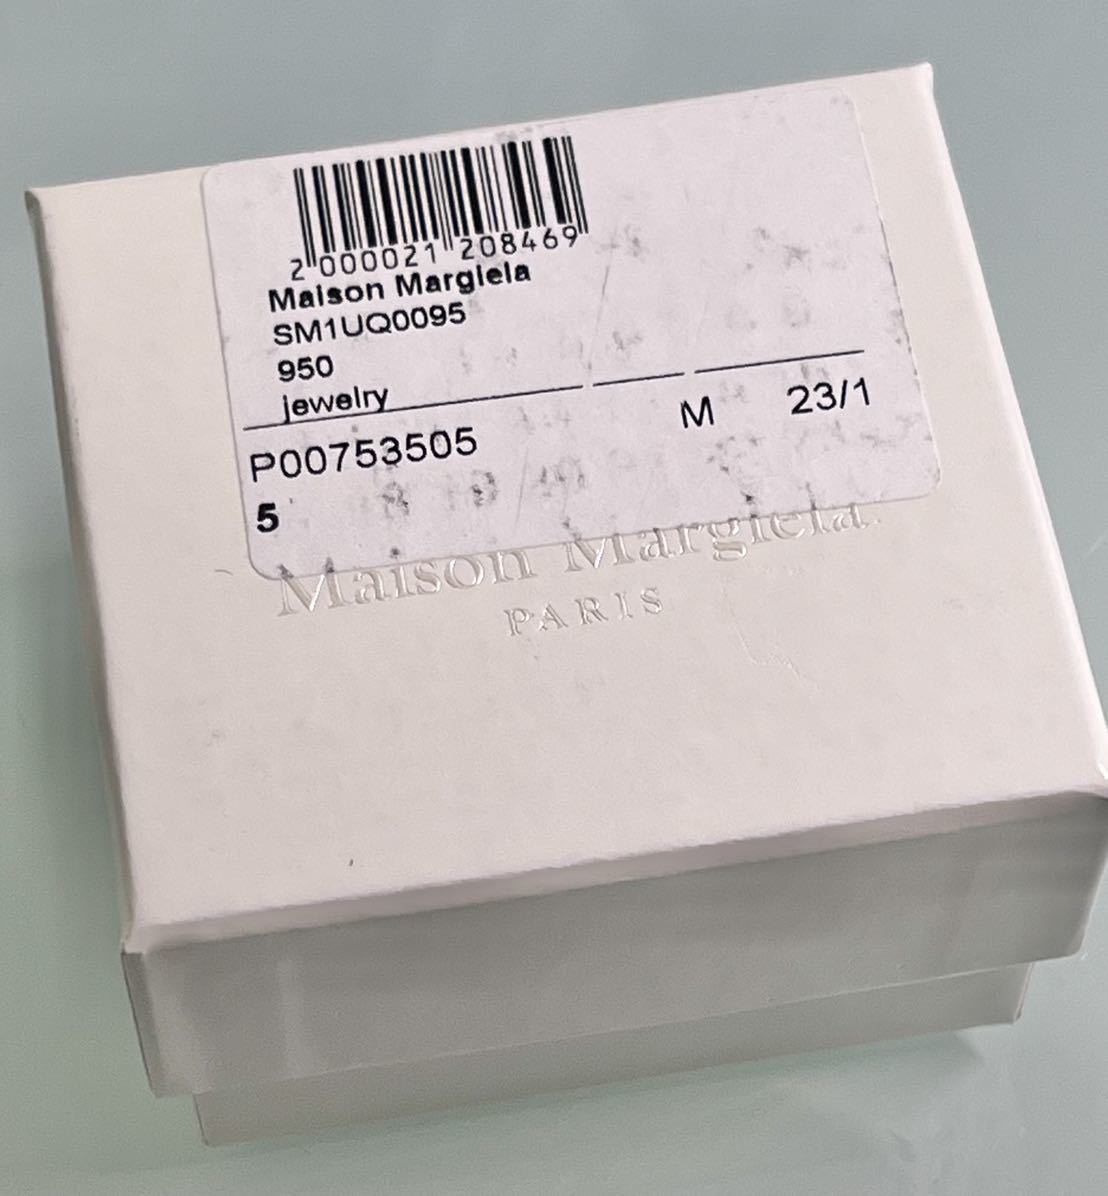 2 000021 208469
Maison Margiela
SM1UQ0095
950
jewelry
P00753505 M 23/1
5
Maison Margiela
PARIS